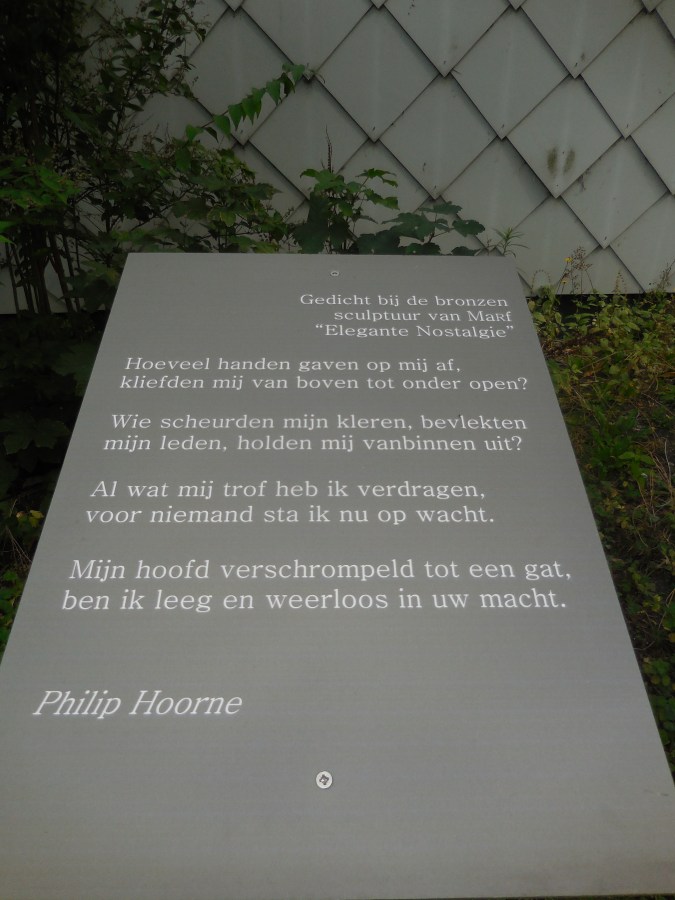 Gedicht bij de bronzen
sculptuur van MaRf
“Elegante Nostalgie”
Hoeveel handen gaven op mij af,
kliefden mij van boven tot onder open?
Wie scheurden mijn kleren, bevlekten
mijn leden, holden mij vanbinnen uit?
Al wat mij trof heb ik verdragen,
voor niemand sta ik nu op wacht.
Mijn hoofd verschrompeld tot een gat,
ben ik leeg en weerloos in uw macht.
Philip Hoorne